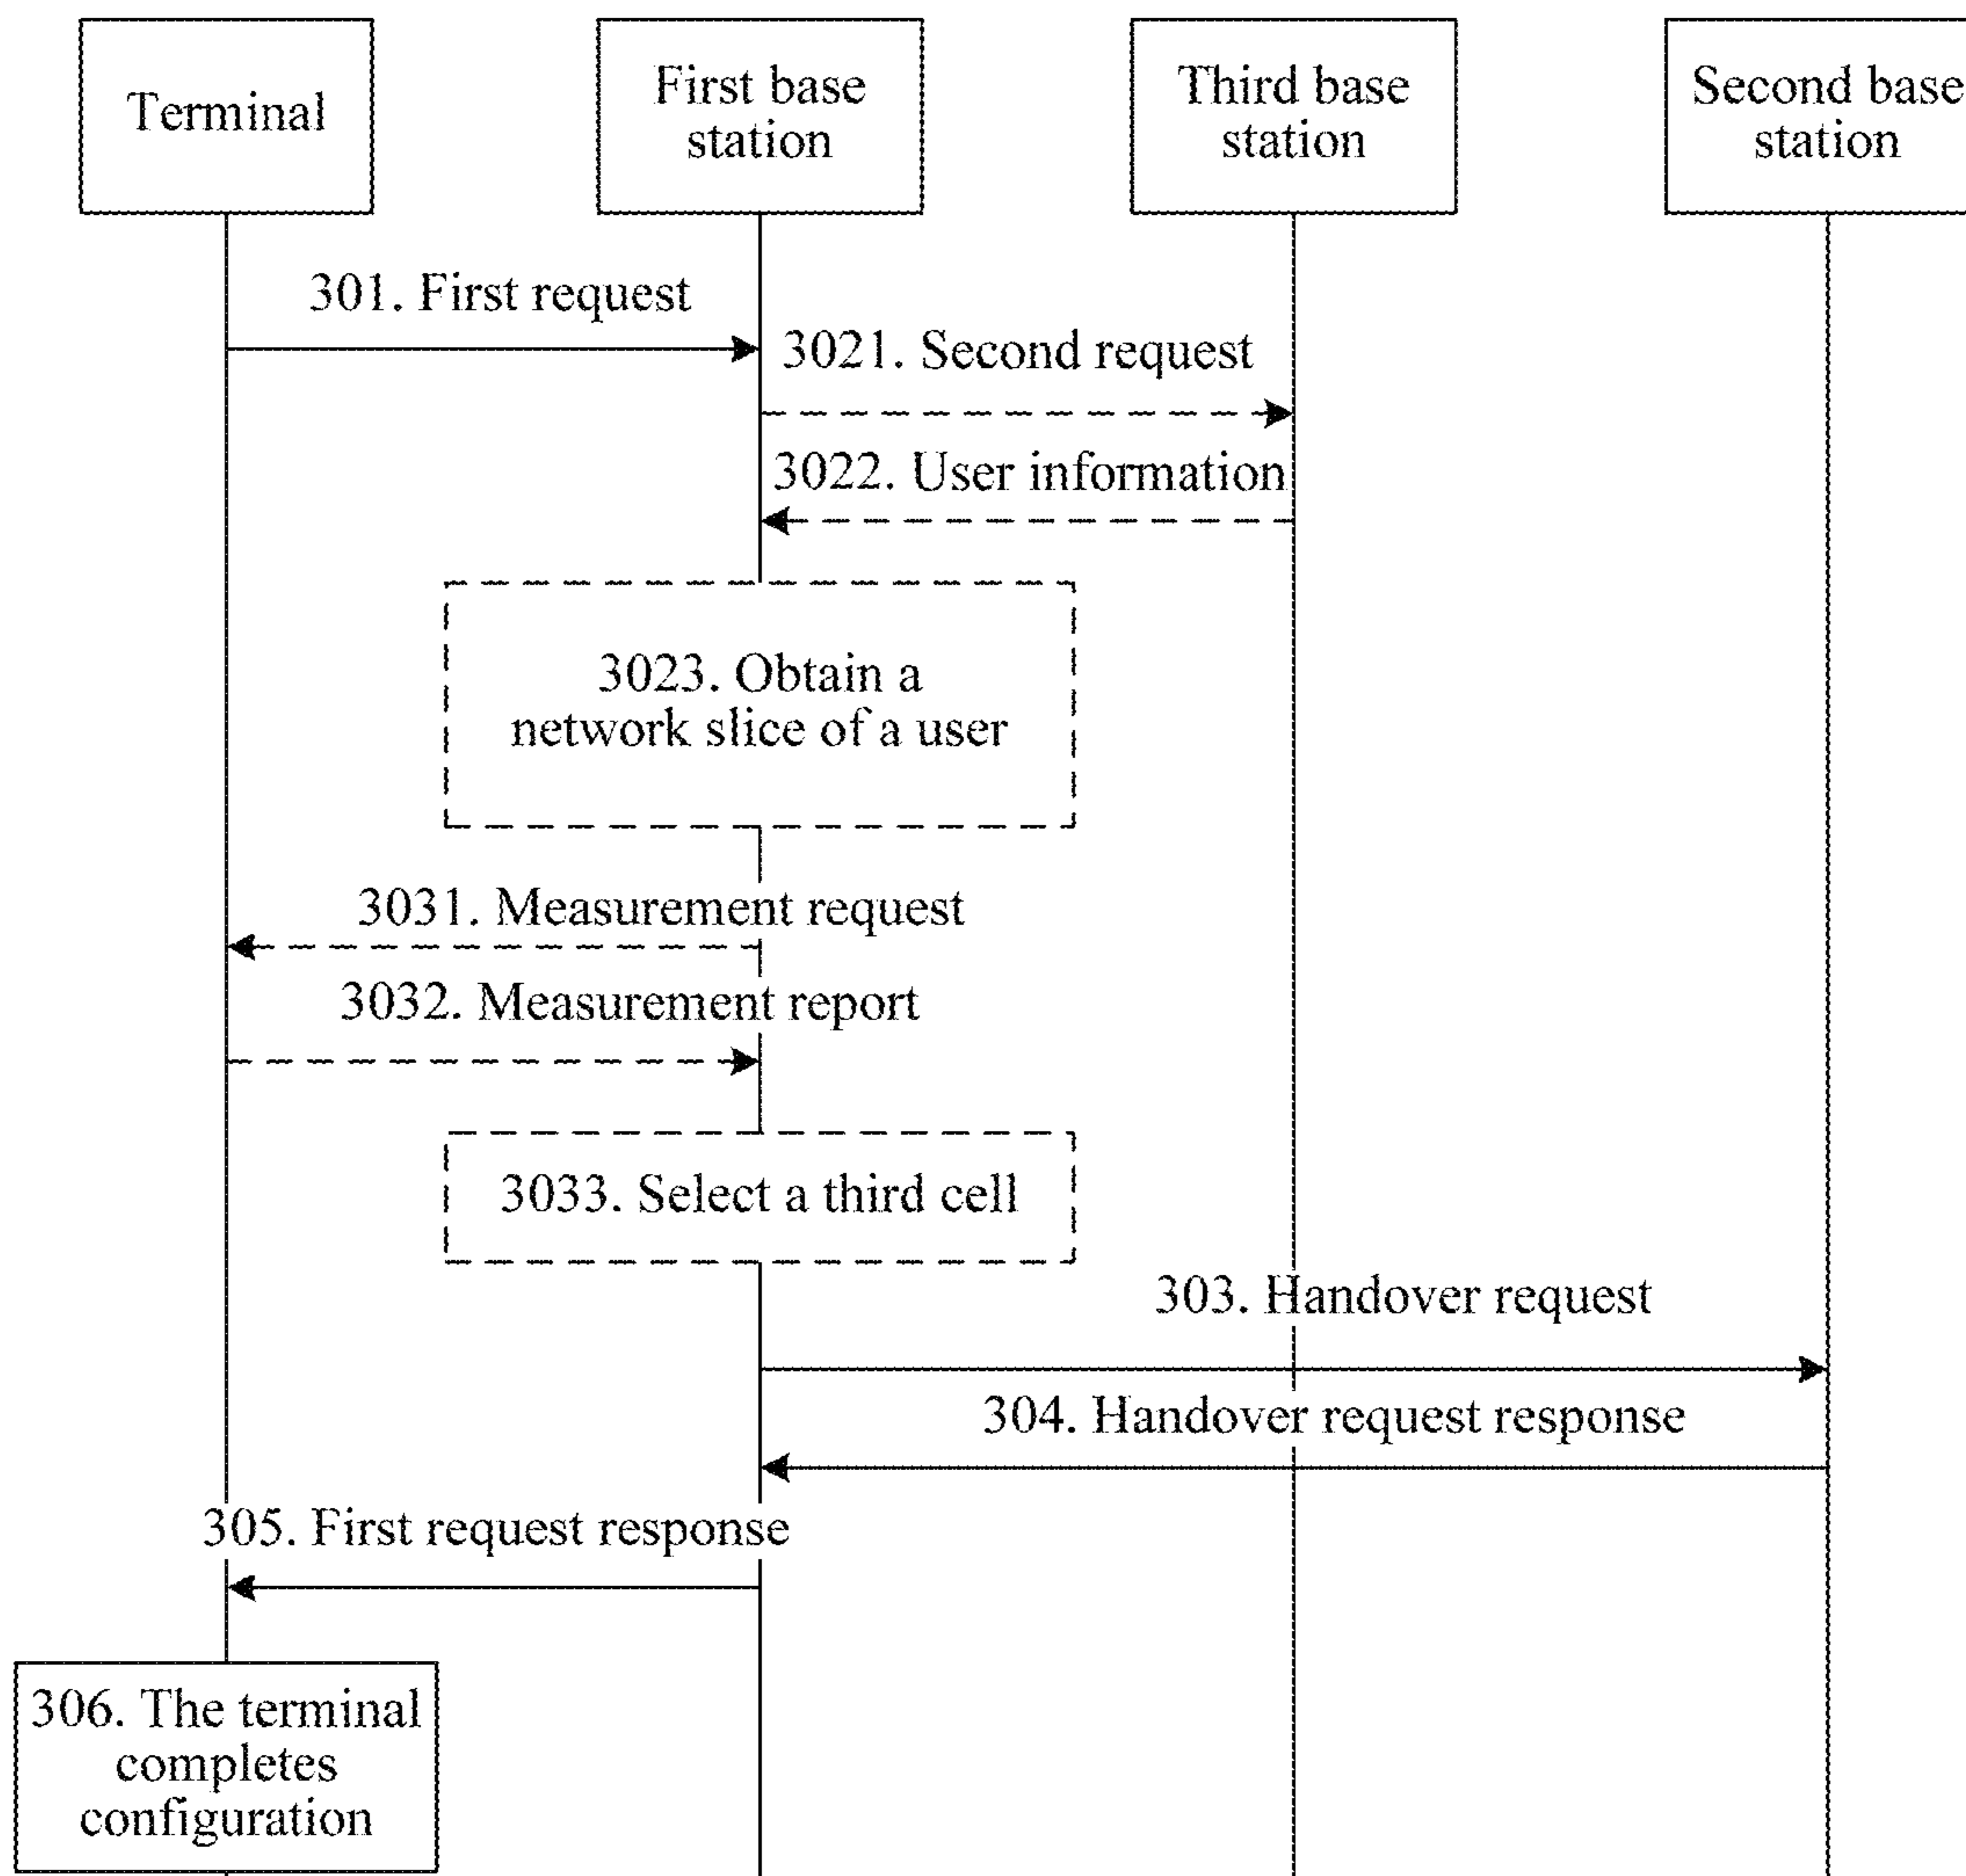 Terminal
First base
station
Third base
station
Second base
station
301. First request
3021. Second request
3022. User information
3023. Obtain a
network slice of a user
3031. Measurement request
3032. Measurement report
3033. Select a third cell
303. Handover request
304. Handover request response
305. First request response
306. The terminal
completes
configuration